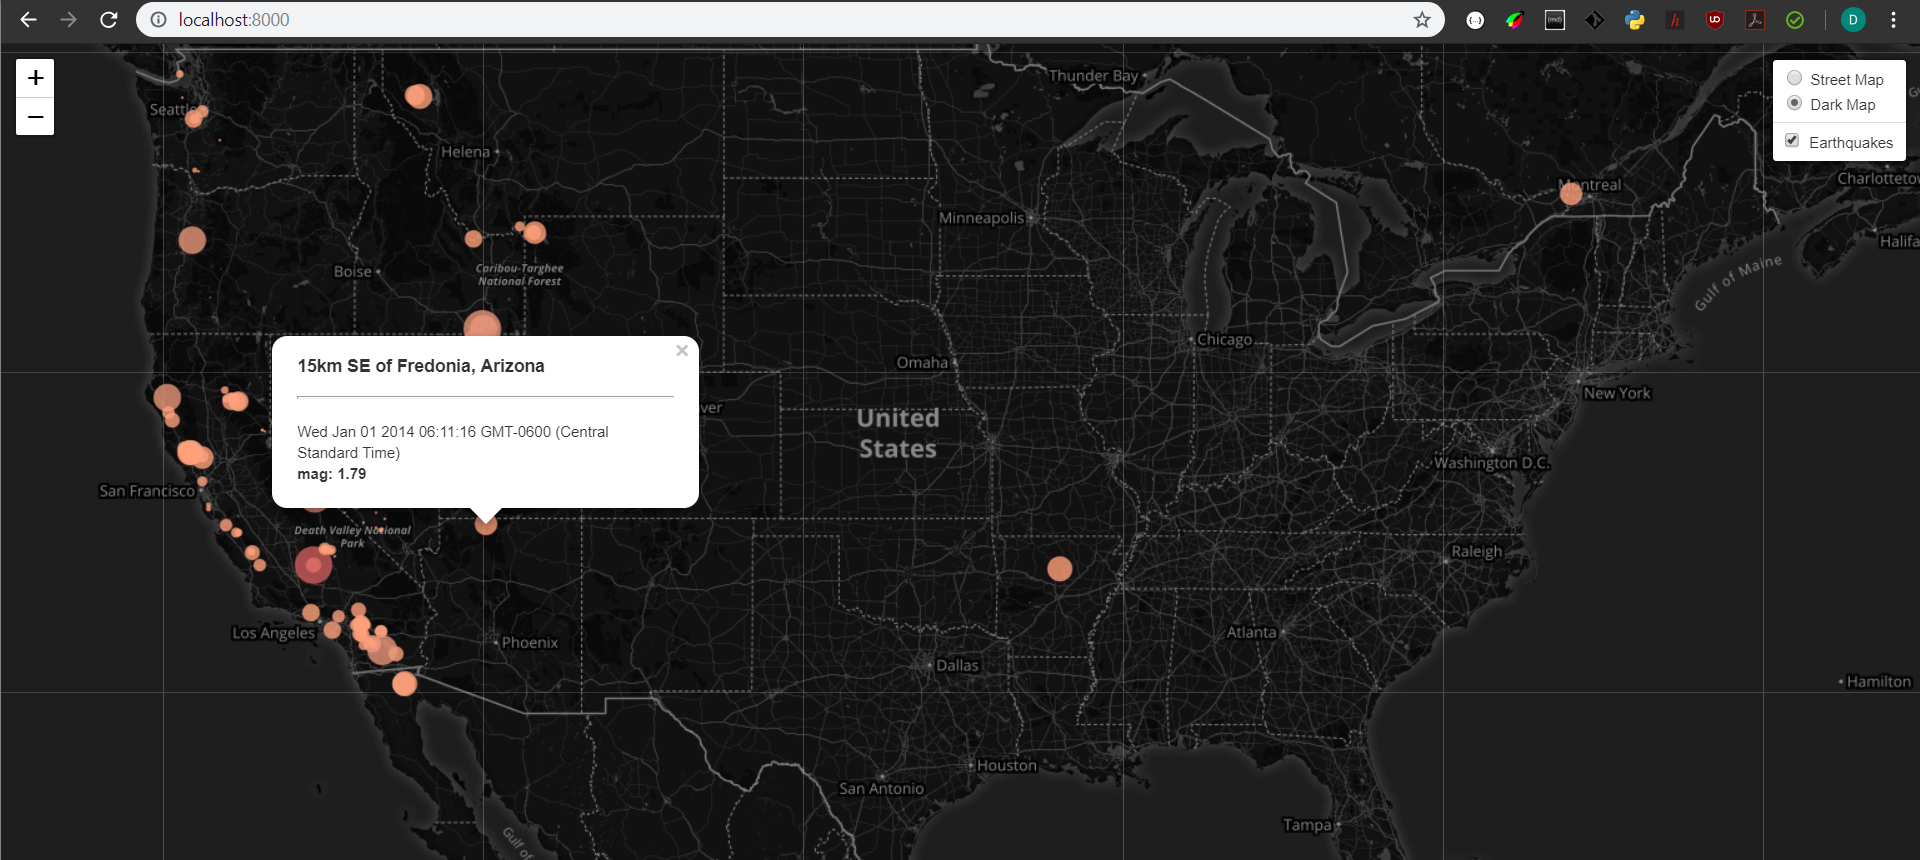 localhost:8000
D
+
−
Street Map
Dark Map
Earthquakes
Thunder Bay
Seattle
Helena
Montreal
Minneapolis
Boise
Caribou-Targhee
National Forest
Halifa
Gulf of Maine
Chicago
Omaha
New York
15km SE of Fredonia, Arizona
×
Wed Jan 01 2014 06:11:16 GMT-0600 (Central
Standard Time)
mag: 1.79
ver
United
States
Washington D.C.
San Francisco
Death Valley National
Park
Raleigh
Los Angeles
Phoenix
Atlanta
Dallas
Hamilton
Houston
San Antonio
Tampa
Gulf of